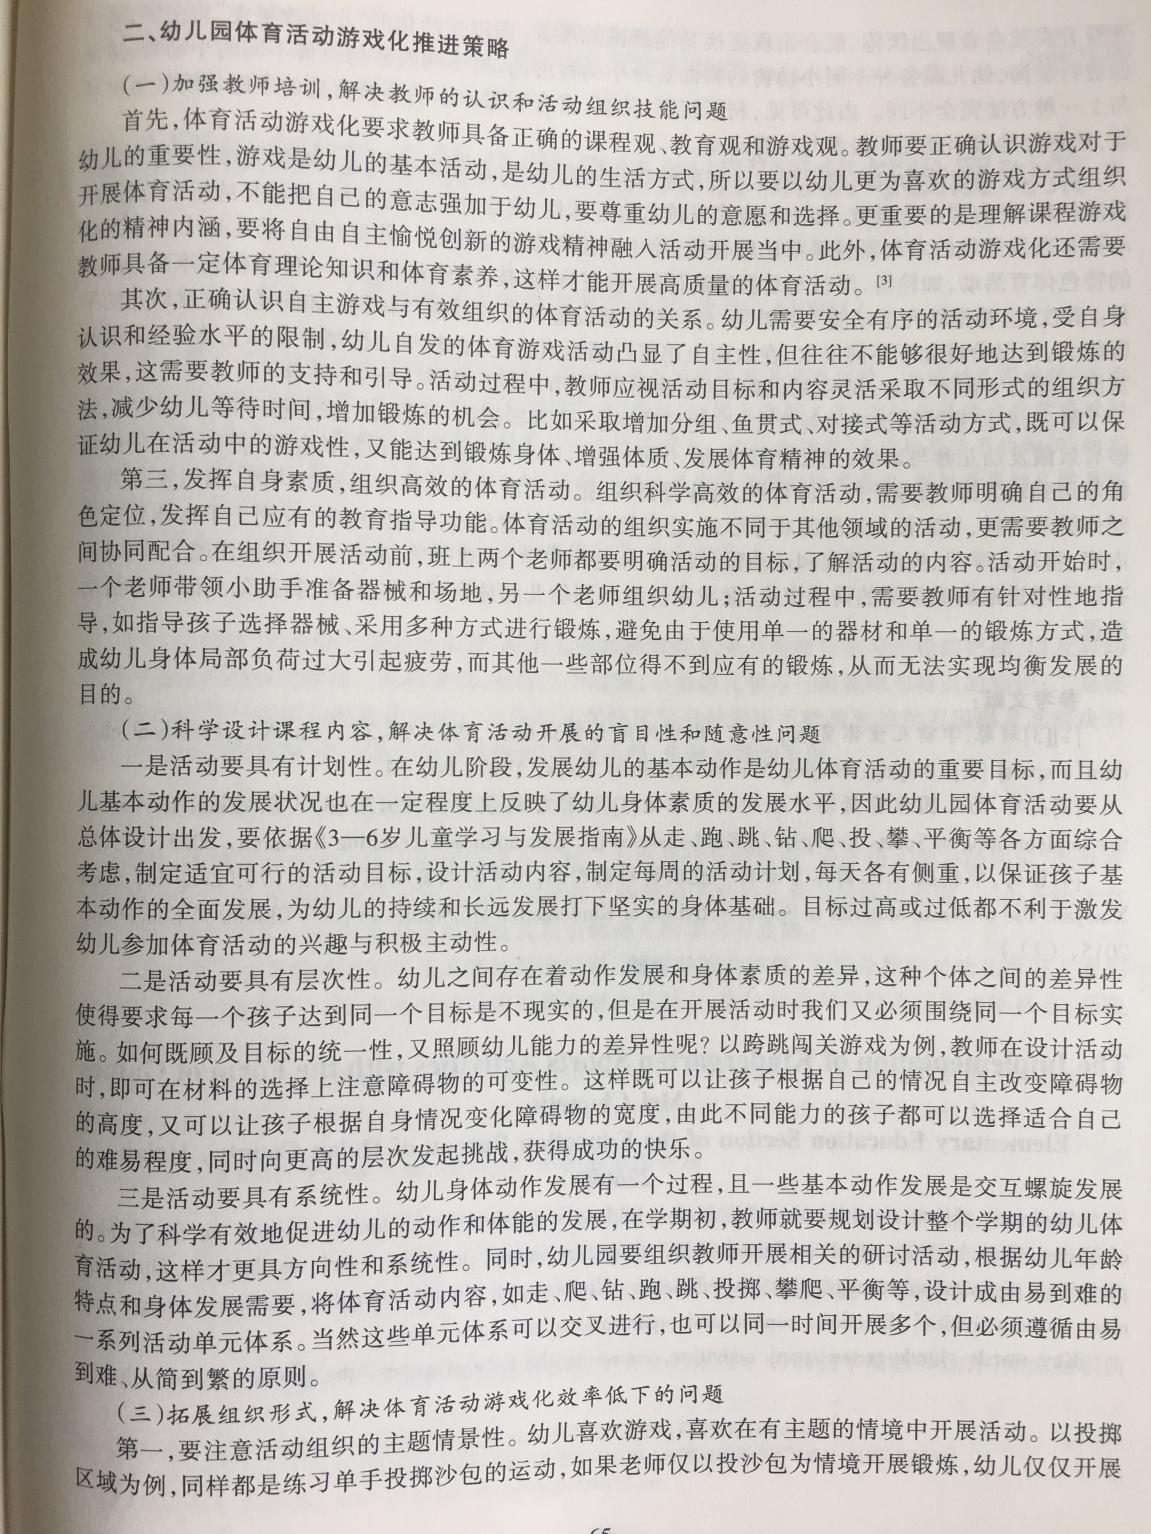 二、幼儿园体育活动游戏化推进策略
(一)加强教师培训,解决教师的认识和活动组织技能问题
首先,体育活动游戏化要求教师具备正确的课程观、教育观和游戏观。教师要正确认识游戏对于
幼儿的重要性,游戏是幼儿的基本活动,是幼儿的生活方式,所以要以幼儿更为喜欢的游戏方式组织
开展体育活动,不能把自己的意志强加于幼儿,要尊重幼儿的意愿和选择。更重要的是理解课程游戏
化的精神内涵,要将自由自主愉悦创新的游戏精神融入活动开展当中。此外,体育活动游戏化还需要
教师具备一定体育理论知识和体育素养,这样才能开展高质量的体育活动。[3]
其次,正确认识自主游戏与有效组织的体育活动的关系。幼儿需要安全有序的活动环境,受自身
认识和经验水平的限制,幼儿自发的体育游戏活动凸显了自主性,但往往不能够很好地达到锻炼的
效果,这需要教师的支持和引导。活动过程中,教师应视活动目标和内容灵活采取不同形式的组织方
法,减少幼儿等待时间,增加锻炼的机会。比如采取增加分组、鱼贯式、对接式等活动方式,既可以保
证幼儿在活动中的游戏性,又能达到锻炼身体、增强体质、发展体育精神的效果。
第三,发挥自身素质,组织高效的体育活动。组织科学高效的体育活动,需要教师明确自己的角
色定位,发挥自己应有的教育指导功能。体育活动的组织实施不同于其他领域的活动,更需要教师之
间协同配合。在组织开展活动前,班上两个老师都要明确活动的目标,了解活动的内容。活动开始时,
一个老师带领小助手准备器械和场地,另一个老师组织幼儿;活动过程中,需要教师有针对性地指
导,如指导孩子选择器械、采用多种方式进行锻炼,避免由于使用单一的器材和单一的锻炼方式,造
成幼儿身体局部负荷过大引起疲劳,而其他一些部位得不到应有的锻炼,从而无法实现均衡发展的
目的。
(二)科学设计课程内容,解决体育活动开展的盲目性和随意性问题
一是活动要具有计划性。在幼儿阶段,发展幼儿的基本动作是幼儿体育活动的重要目标,而且幼
儿基本动作的发展状况也在一定程度上反映了幼儿身体素质的发展水平,因此幼儿园体育活动要从
总体设计出发,要依据《3—6岁儿童学习与发展指南》从走、跑、跳、钻、爬、投、攀、平衡等各方面综合
考虑,制定适宜可行的活动目标,设计活动内容,制定每周的活动计划,每天各有侧重,以保证孩子基
本动作的全面发展,为幼儿的持续和长远发展打下坚实的身体基础。目标过高或过低都不利于激发
幼儿参加体育活动的兴趣与积极主动性。
二是活动要具有层次性。幼儿之间存在着动作发展和身体素质的差异,这种个体之间的差异性
使得要求每一个孩子达到同一个目标是不现实的,但是在开展活动时我们又必须围绕同一个目标实
施。如何既顾及目标的统一性,又照顾幼儿能力的差异性呢?以跨跳闯关游戏为例,教师在设计活动
时,即可在材料的选择上注意障碍物的可变性。这样既可以让孩子根据自己的情况自主改变障碍物
的高度,又可以让孩子根据自身情况变化障碍物的宽度,由此不同能力的孩子都可以选择适合自己
的难易程度,同时向更高的层次发起挑战,获得成功的快乐。
三是活动要具有系统性。幼儿身体动作发展有一个过程,且一些基本动作发展是交互螺旋发展
的。为了科学有效地促进幼儿的动作和体能的发展,在学期初,教师就要规划设计整个学期的幼儿体
育活动,这样才更具方向性和系统性。同时,幼儿园要组织教师开展相关的研讨活动,根据幼儿年龄
特点和身体发展需要,将体育活动内容,如走、爬、钻、跑、跳、投掷、攀爬、平衡等,设计成由易到难的
一系列活动单元体系。当然这些单元体系可以交叉进行,也可以同一时间开展多个,但必须遵循由易
到难、从简到繁的原则。
(三)拓展组织形式,解决体育活动游戏化效率低下的问题
第一,要注意活动组织的主题情景性。幼儿喜欢游戏,喜欢在有主题的情境中开展活动。以投掷
区域为例,同样都是练习单手投掷沙包的运动,如果老师仅以投沙包为情境开展锻炼,幼儿仅仅开展